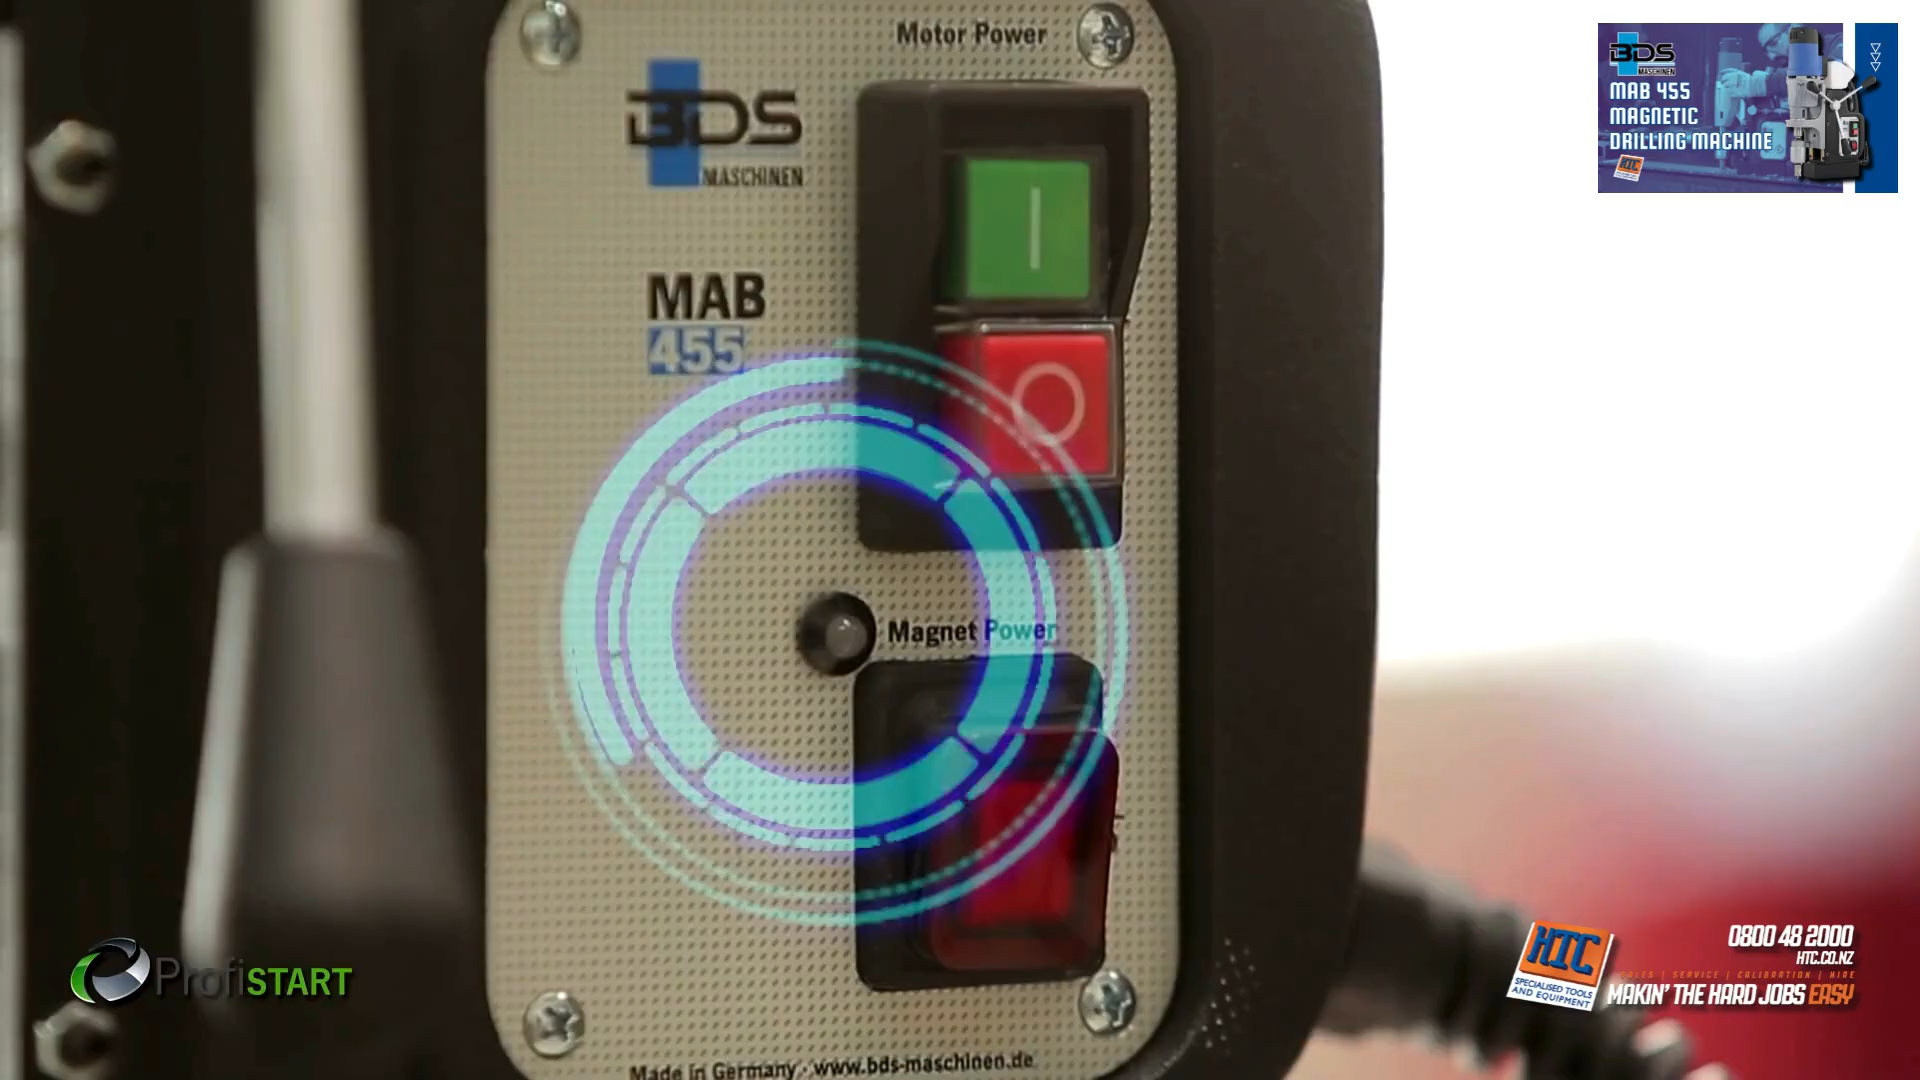 Motor Power
BDS
MASCHINEN
MAB
455
Magnet Power
Made in Germany · www.bds-maschinen.de
BDS
MASCHINEN
MAB 455
MAGNETIC
DRILLING MACHINE
HTC
ProfiSTART
HTC
SPECIALISED TOOLS
AND EQUIPMENT
0800 48 2000
HTC.CO.NZ
SALES | SERVICE | CALIBRATION | HIRE
MAKIN' THE HARD JOBS EASY